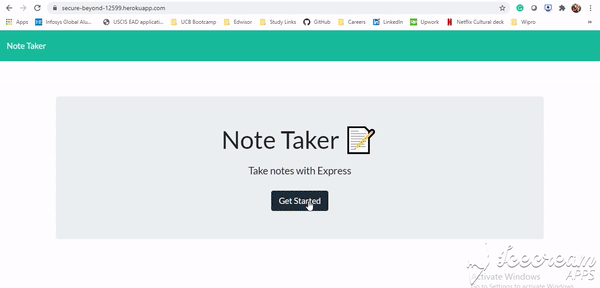 secure-beyond-12599.herokuapp.com
Apps Infosys Global Alu... USCIS EAD applicatio... UCB Bootcamp Edwisor Study Links GitHub Careers LinkedIn Upwork Netflix Cultural deck Wipro
Note Taker
Note Taker
Take notes with Express
Get Started
Icecream
APPS
Activate Windows
Go to Settings to activate Windows.